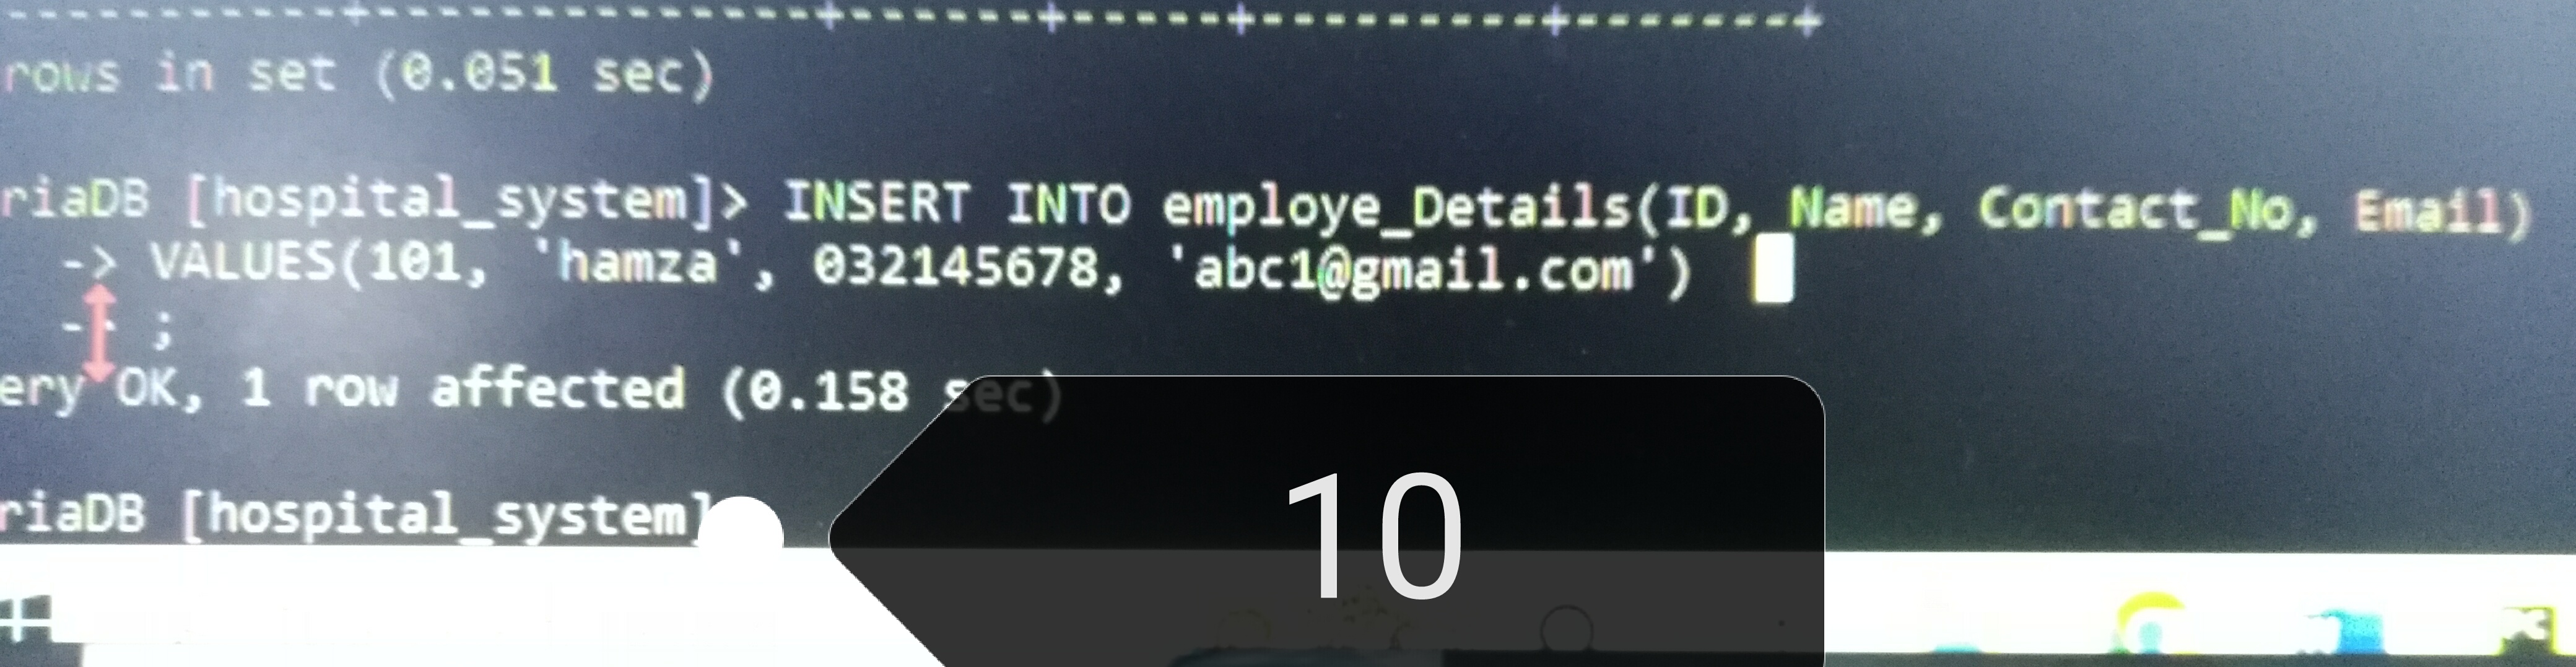 rows in set (0.051 sec)
riaDB [hospital_system]> INSERT INTO employe_Details(ID, Name, Contact_No, Email)
-> VALUES(101, 'hamza', 032145678, 'abc1@gmail.com')
- ;
ery OK, 1 row affected (0.158 sec)
10
riaDB [hospital_system]